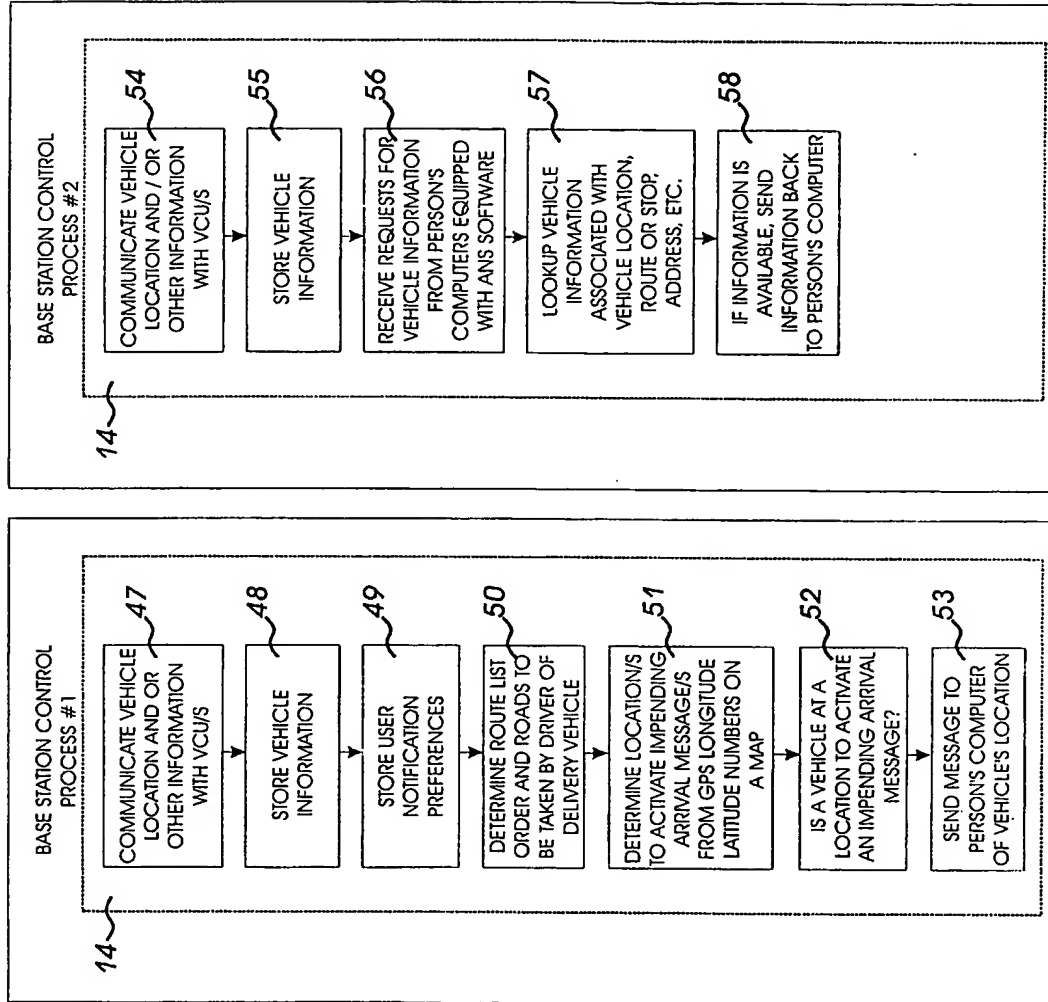 BASE STATION CONTROL
PROCESS #1
14
COMMUNICATE VEHICLE
LOCATION AND OR
OTHER INFORMATION
WITH VCU/S
47
STORE VEHICLE
INFORMATION
48
STORE USER
NOTIFICATION
PREFERENCES
49
DETERMINE ROUTE LIST
ORDER AND ROADS TO
BE TAKEN BY DRIVER OF
DELIVERY VEHICLE
50
DETERMINE LOCATION/S
TO ACTIVATE IMPENDING
ARRIVAL MESSAGE/S
FROM GPS LONGITUDE
LATITUDE NUMBERS ON
A MAP
51
IS A VEHICLE AT A
LOCATION TO ACTIVATE
AN IMPENDING ARRIVAL
MESSAGE?
52
SEND MESSAGE TO
PERSON'S COMPUTER
OF VEHICLE'S LOCATION
53
BASE STATION CONTROL
PROCESS #2
14
COMMUNICATE VEHICLE
LOCATION AND / OR
OTHER INFORMATION
WITH VCU/S
54
STORE VEHICLE
INFORMATION
55
RECEIVE REQUESTS FOR
VEHICLE INFORMATION
FROM PERSON'S
COMPUTERS EQUIPPED
WITH ANS SOFTWARE
56
LOOKUP VEHICLE
INFORMATION
ASSOCIATED WITH
VEHICLE LOCATION,
ROUTE OR STOP,
ADDRESS, ETC.
57
IF INFORMATION IS
AVAILABLE, SEND
INFORMATION BACK
TO PERSON'S COMPUTER
58